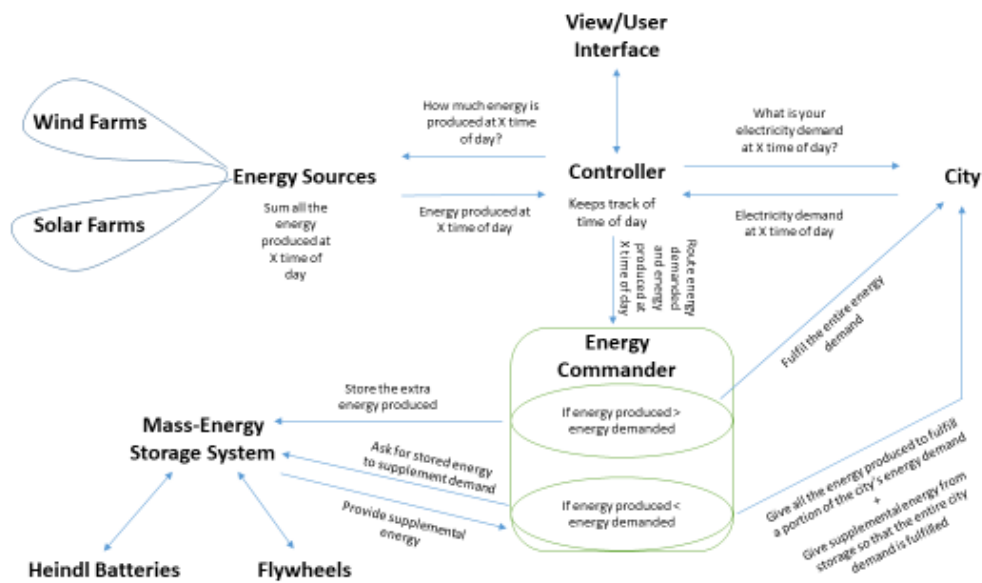 View/User
Interface
How much energy is
produced at X time
of day?
What is your
electricity demand
at X time of day?
Wind Farms
Energy Sources
Controller
City
Solar Farms
Sum all the
energy
produced at
X time of
day
Energy produced at
X time of day
Keeps track of
time of day
Electricity demand
at X time of day
Route energy
demanded
and energy
produced at
X time of day
Fulfil the entire energy
demand
Energy
Commander
Store the extra
energy produced
If energy produced >
energy demanded
Mass-Energy
Storage System
Ask for stored energy
to supplement demand
If energy produced <
energy demanded
Provide supplemental
energy
Give all the energy produced to fulfill
a portion of the city's energy demand
+
Give supplemental energy from
storage so that the entire city
demand is fulfilled
Heindl Batteries
Flywheels